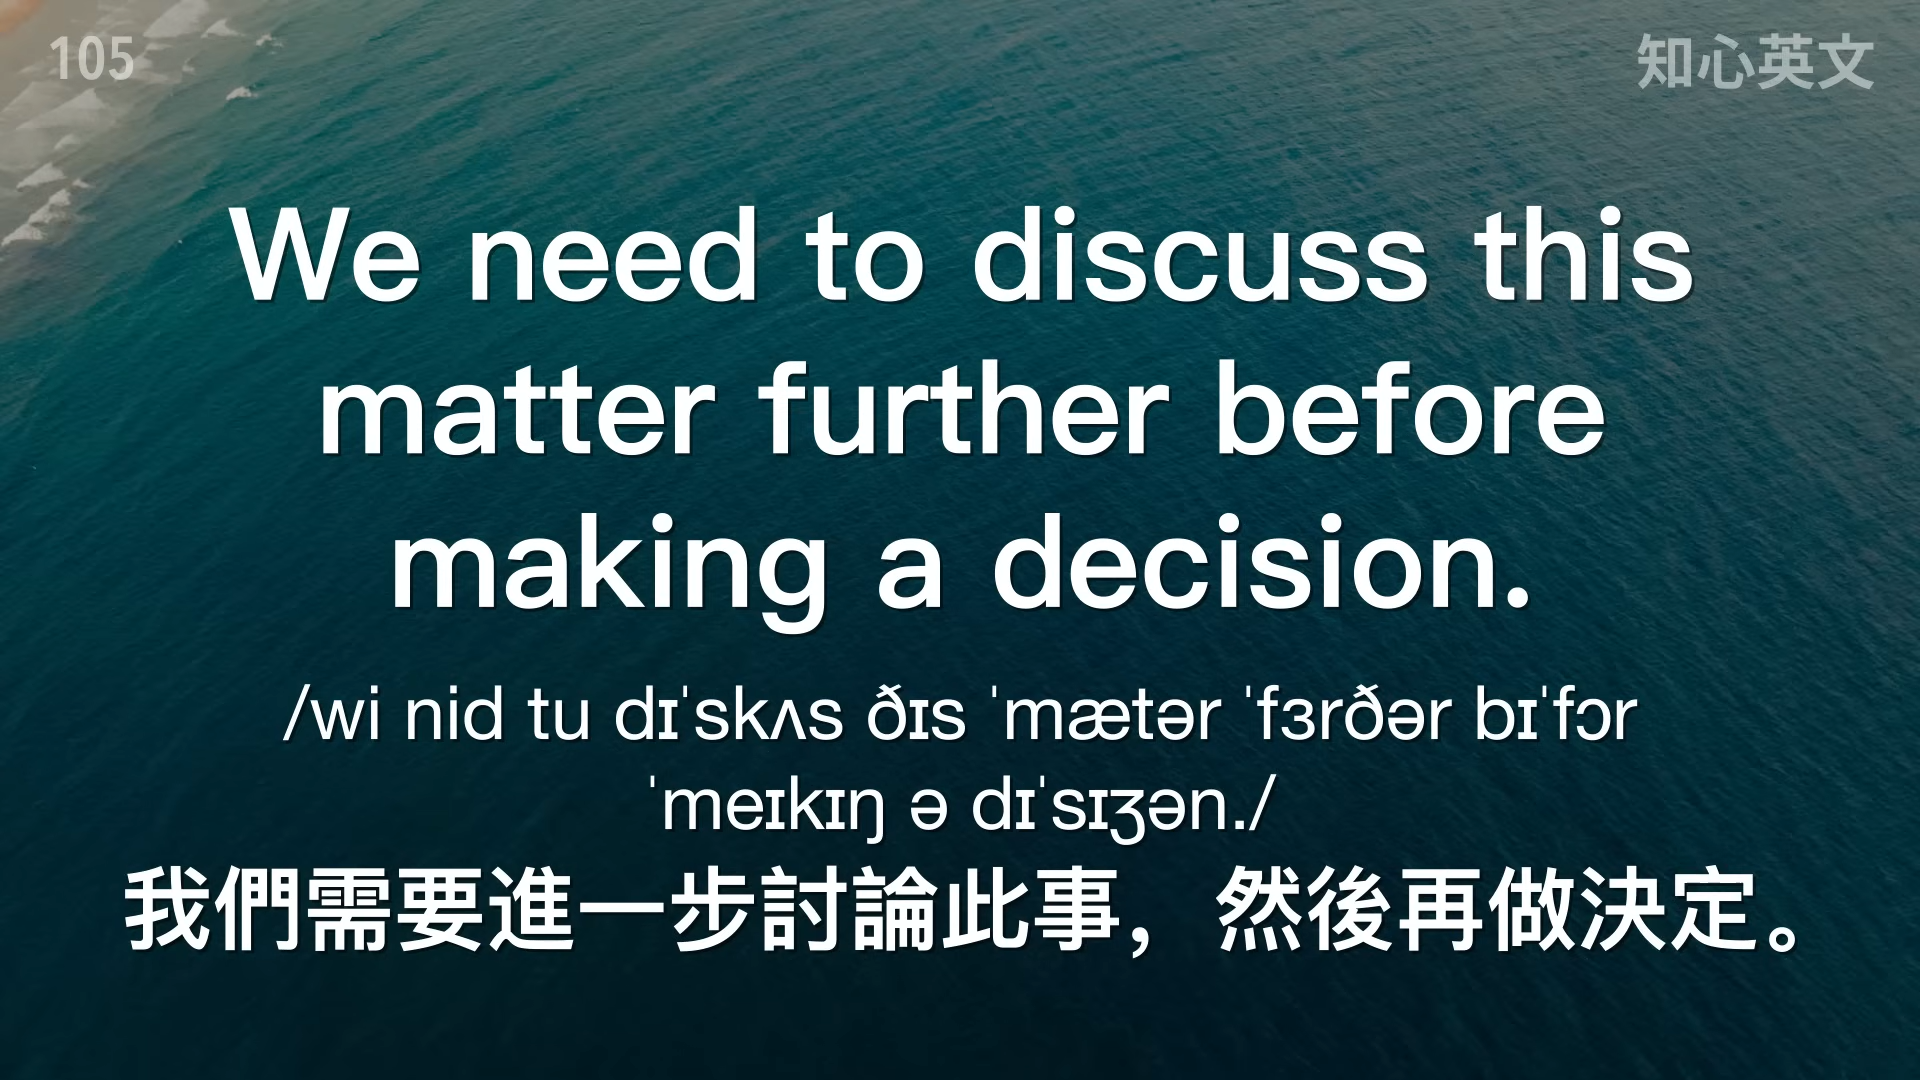 105
知心英文
We need to discuss this
matter further before
making a decision.
/wi nid tu dɪˈskʌs ðɪs ˈmætər ˈfɜrðər bɪˈfɔr
ˈmeɪkɪŋ ə dɪˈsɪʒən./
我們需要進一步討論此事，然後再做決定。